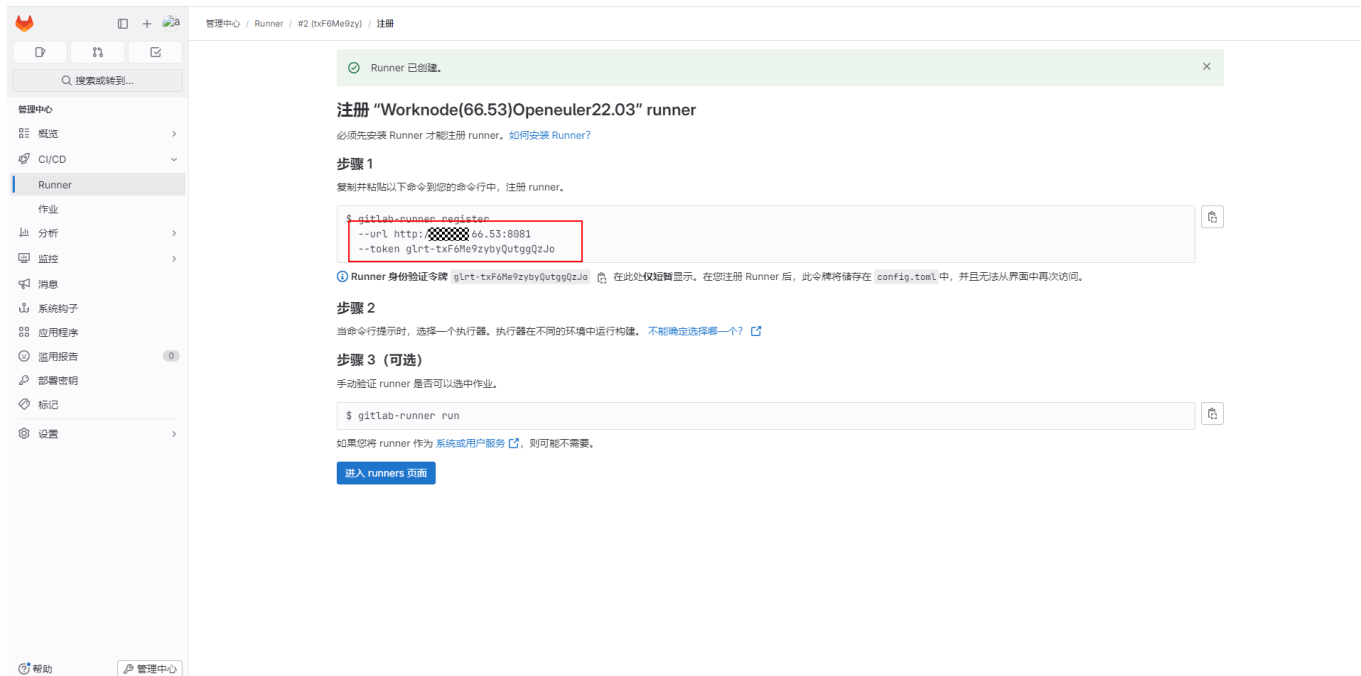 管理中心 / Runner / #2 (txF6Me9zy) / 注册
搜索或转到...
管理中心
概览
CI/CD
Runner
作业
分析
监控
消息
系统钩子
应用程序
滥用报告 0
部署密钥
标记
设置
帮助
管理中心
Runner 已创建。
注册 “Worknode(66.53)Openeuler22.03” runner
必须先安装 Runner 才能注册 runner。如何安装 Runner?
步骤 1
复制并粘贴以下命令到您的命令行中，注册 runner。
$ gitlab-runner register
--url http:/ 66.53:8081
--token glrt-txF6Me9zybyQutggQzJo
Runner 身份验证令牌 glrt-txF6Me9zybyQutggQzJo 在此处仅短暂显示。在您注册 Runner 后，此令牌将储存在 config.toml 中，并且无法从界面中再次访问。
步骤 2
当命令行提示时，选择一个执行器。执行器在不同的环境中运行构建。 不能确定选择哪一个？
步骤 3（可选）
手动验证 runner 是否可以选中作业。
$ gitlab-runner run
如果您将 runner 作为 系统或用户服务，则可能不需要。
进入 runners 页面